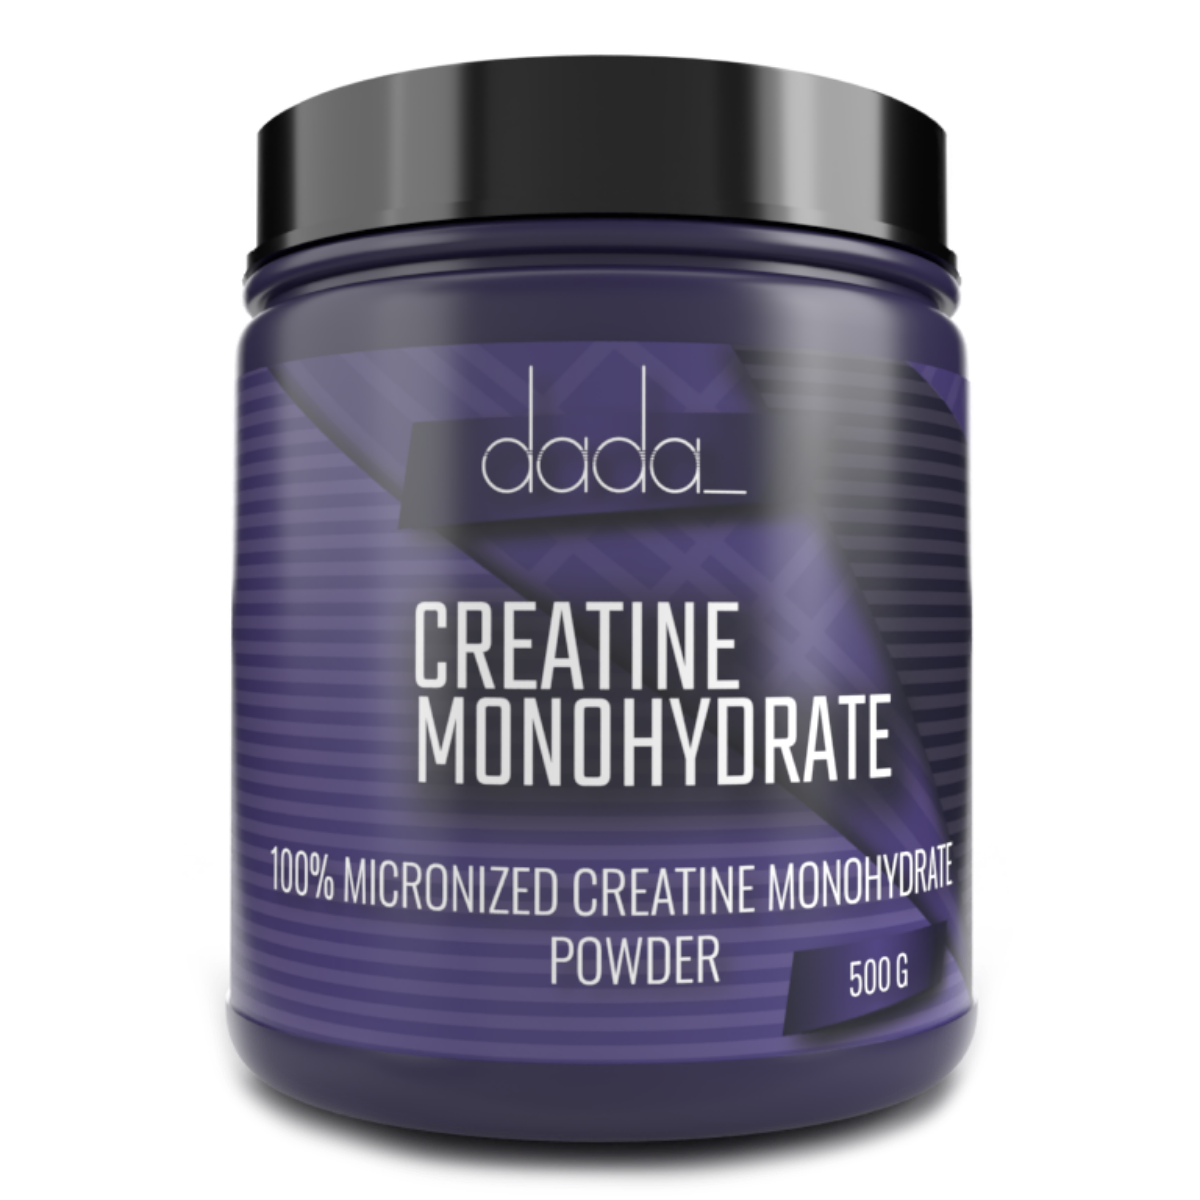 dada_
CREATINE
MONOHYDRATE
100% MICRONIZED CREATINE MONOHYDRATE
POWDER
500 G